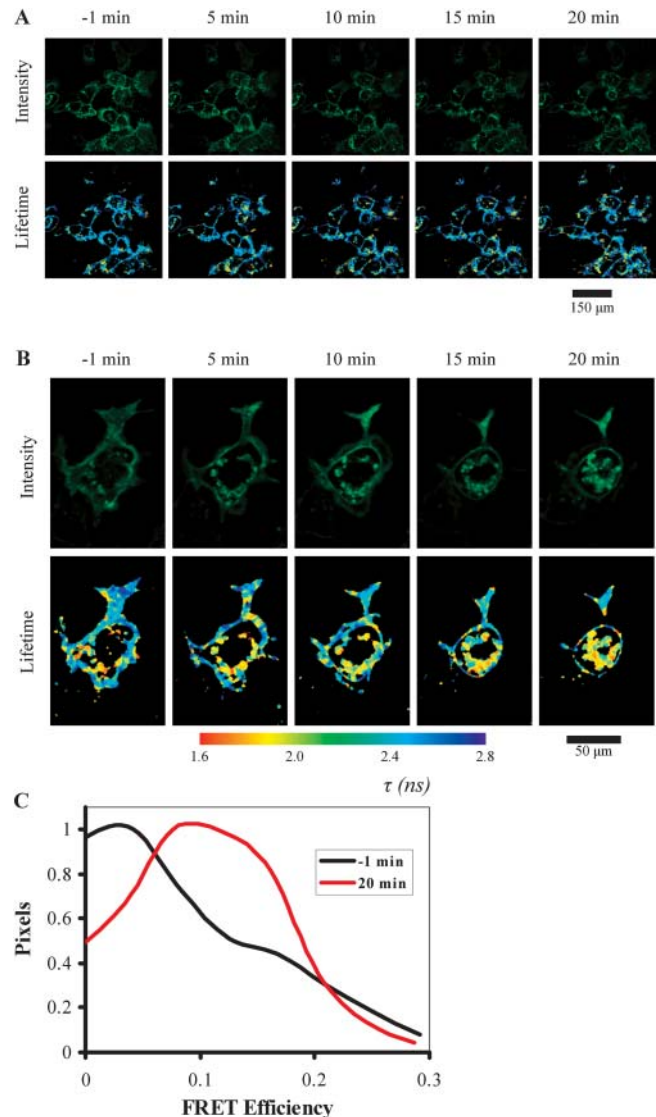 A
-1 min 5 min 10 min 15 min 20 min
Intensity
Lifetime
150 μm
B
-1 min 5 min 10 min 15 min 20 min
Intensity
Lifetime
1.6 2.0 2.4 2.8
50 μm
τ (ns)
C
1
0.8
0.6
0.4
0.2
0
Pixels
-1 min
20 min
0 0.1 0.2 0.3
FRET Efficiency